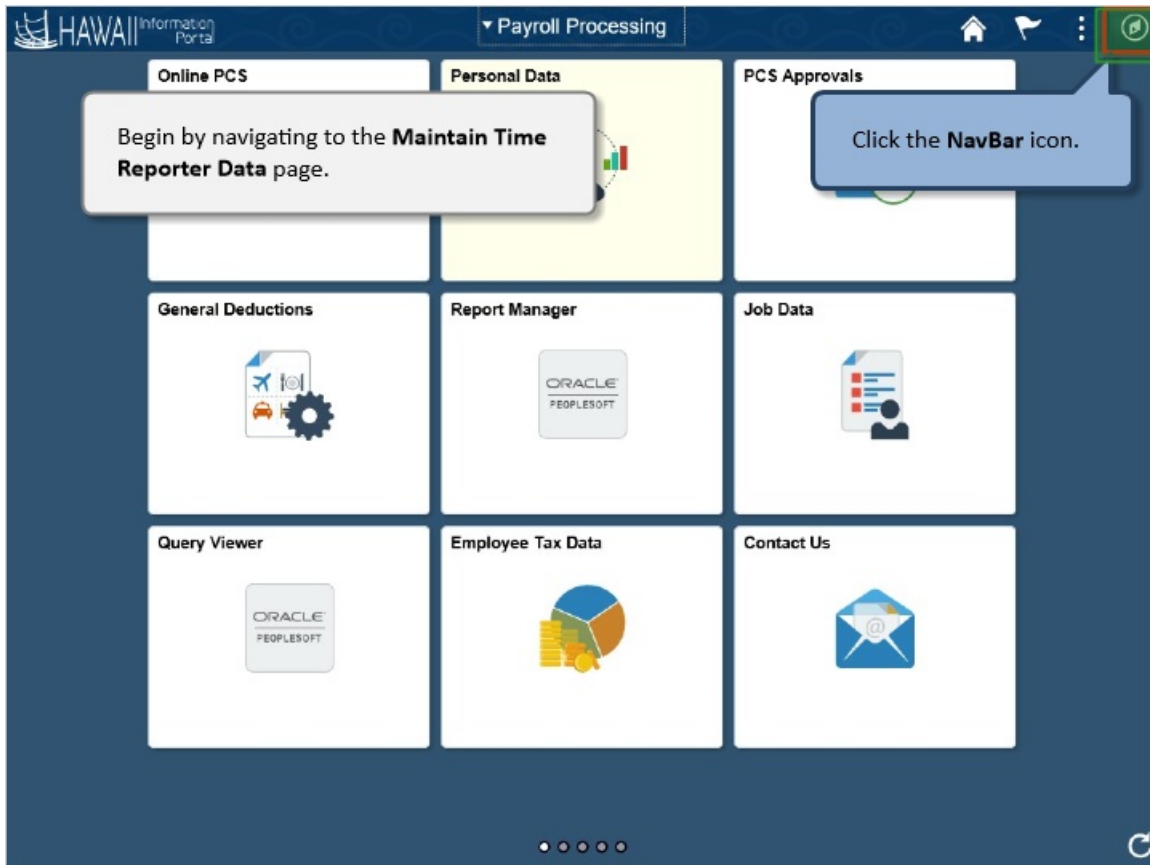 HAWAII Information
Portal
Payroll Processing
Online PCS
Personal Data
PCS Approvals
Begin by navigating to the Maintain Time
Reporter Data page.
Click the NavBar icon.
General Deductions
Report Manager
Job Data
ORACLE
PEOPLESOFT
Query Viewer
Employee Tax Data
Contact Us
ORACLE
PEOPLESOFT
@